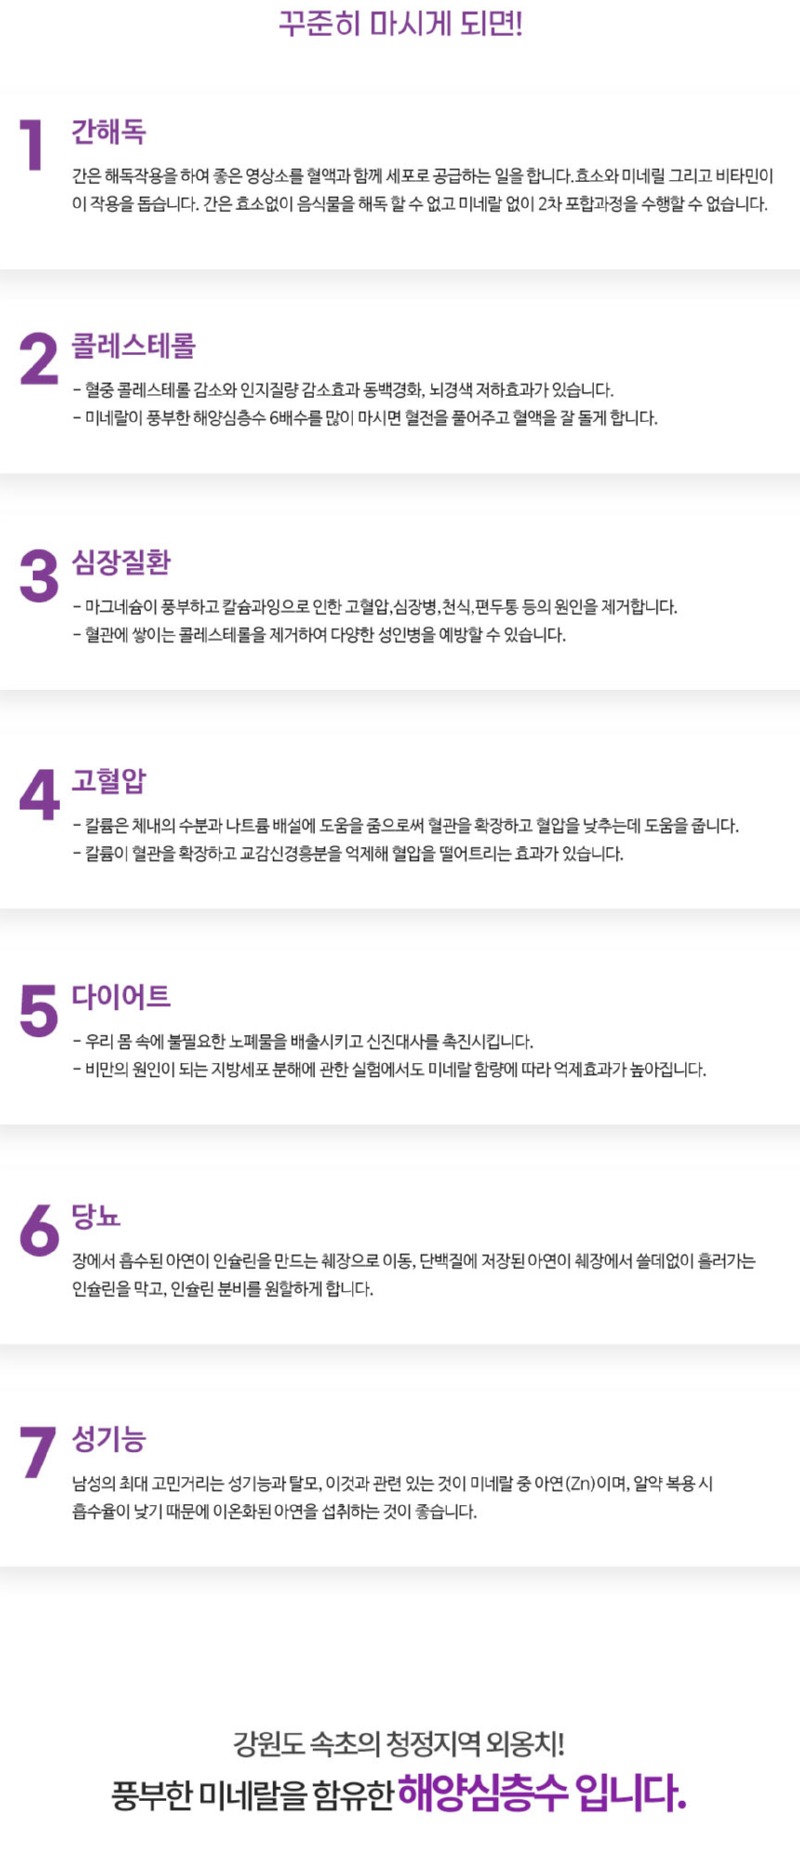 꾸준히 마시게 되면!
1 간해독
간은 해독작용을 하여 좋은 영상소를 혈액과 함께 세포로 공급하는 일을 합니다.효소와 미네릴 그리고 비타민이
이 작용을 돕습니다. 간은 효소없이 음식물을 해독 할 수 없고 미네랄 없이 2차 포합과정을 수행할 수 없습니다.
2 콜레스테롤
- 혈중 콜레스테롤 감소와 인지질량 감소효과 동백경화, 뇌경색 저하효과가 있습니다.
- 미네랄이 풍부한 해양심층수 6배수를 많이 마시면 혈전을 풀어주고 혈액을 잘 돌게 합니다.
3 심장질환
- 마그네슘이 풍부하고 칼슘과잉으로 인한 고혈압,심장병,천식,편두통 등의 원인을 제거합니다.
- 혈관에 쌓이는 콜레스테롤을 제거하여 다양한 성인병을 예방할 수 있습니다.
4 고혈압
- 칼륨은 체내의 수분과 나트륨 배설에 도움을 줌으로써 혈관을 확장하고 혈압을 낮추는데 도움을 줍니다.
- 칼륨이 혈관을 확장하고 교감신경흥분을 억제해 혈압을 떨어트리는 효과가 있습니다.
5 다이어트
- 우리 몸 속에 불필요한 노폐물을 배출시키고 신진대사를 촉진시킵니다.
- 비만의 원인이 되는 지방세포 분해에 관한 실험에서도 미네랄 함량에 따라 억제효과가 높아집니다.
6 당뇨
장에서 흡수된 아연이 인슐린을 만드는 췌장으로 이동, 단백질에 저장된 아연이 췌장에서 쓸데없이 흘러가는
인슐린을 막고, 인슐린 분비를 원할하게 합니다.
7 성기능
남성의 최대 고민거리는 성기능과 탈모, 이것과 관련 있는 것이 미네랄 중 아연(Zn)이며, 알약 복용 시
흡수율이 낮기 때문에 이온화된 아연을 섭취하는 것이 좋습니다.
강원도 속초의 청정지역 외옹치!
풍부한 미네랄을 함유한 해양심층수 입니다.